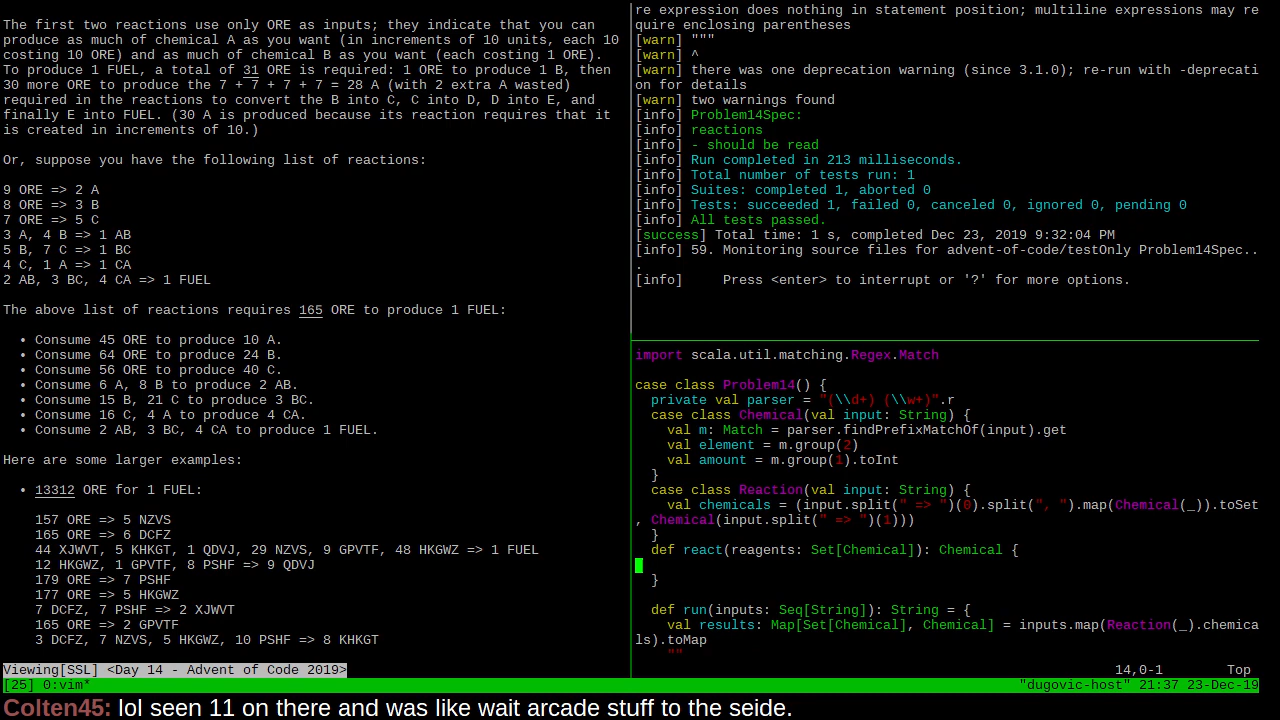 The first two reactions use only ORE as inputs; they indicate that you can
produce as much of chemical A as you want (in increments of 10 units, each 10
costing 10 ORE) and as much of chemical B as you want (each costing 1 ORE).
To produce 1 FUEL, a total of 31 ORE is required: 1 ORE to produce 1 B, then
30 more ORE to produce the 7 + 7 + 7 + 7 = 28 A (with 2 extra A wasted)
required in the reactions to convert the B into C, C into D, D into E, and
finally E into FUEL. (30 A is produced because its reaction requires that it
is created in increments of 10.)

Or, suppose you have the following list of reactions:

9 ORE => 2 A
8 ORE => 3 B
7 ORE => 5 C
3 A, 4 B => 1 AB
5 B, 7 C => 1 BC
4 C, 1 A => 1 CA
2 AB, 3 BC, 4 CA => 1 FUEL

The above list of reactions requires 165 ORE to produce 1 FUEL:

• Consume 45 ORE to produce 10 A.
• Consume 64 ORE to produce 24 B.
• Consume 56 ORE to produce 40 C.
• Consume 6 A, 8 B to produce 2 AB.
• Consume 15 B, 21 C to produce 3 BC.
• Consume 16 C, 4 A to produce 4 CA.
• Consume 2 AB, 3 BC, 4 CA to produce 1 FUEL.

Here are some larger examples:

• 13312 ORE for 1 FUEL:

157 ORE => 5 NZVS
165 ORE => 6 DCFZ
44 XJWVT, 5 KHKGT, 1 QDVJ, 29 NZVS, 9 GPVTF, 48 HKGWZ => 1 FUEL
12 HKGWZ, 1 GPVTF, 8 PSHF => 9 QDVJ
179 ORE => 7 PSHF
177 ORE => 5 HKGWZ
7 DCFZ, 7 PSHF => 2 XJWVT
165 ORE => 2 GPVTF
3 DCFZ, 7 NZVS, 5 HKGWZ, 10 PSHF => 8 KHKGT

Viewing[SSL] <Day 14 - Advent of Code 2019>
re expression does nothing in statement position; multiline expressions may re
quire enclosing parentheses
[warn] """
[warn] ^
[warn] there was one deprecation warning (since 3.1.0); re-run with -deprecati
on for details
[warn] two warnings found
[info] Problem14Spec:
[info] reactions
[info] - should be read
[info] Run completed in 213 milliseconds.
[info] Total number of tests run: 1
[info] Suites: completed 1, aborted 0
[info] Tests: succeeded 1, failed 0, canceled 0, ignored 0, pending 0
[info] All tests passed.
[success] Total time: 1 s, completed Dec 23, 2019 9:32:04 PM
[info] 59. Monitoring source files for advent-of-code/testOnly Problem14Spec..
.
[info]     Press <enter> to interrupt or '?' for more options.

import scala.util.matching.Regex.Match

case class Problem14() {
  private val parser = "(\\d+) (\\w+)".r
  case class Chemical(val input: String) {
    val m: Match = parser.findPrefixMatchOf(input).get
    val element = m.group(2)
    val amount = m.group(1).toInt
  }
  case class Reaction(val input: String) {
    val chemicals = (input.split(" => ")(0).split(", ").map(Chemical(_)).toSet
, Chemical(input.split(" => ")(1)))
  }
  def react(reagents: Set[Chemical]): Chemical {

  }

  def run(inputs: Seq[String]): String = {
    val results: Map[Set[Chemical], Chemical] = inputs.map(Reaction(_).chemica
ls).toMap
    ""
14,0-1 Top
[25] 0:vim* "dugovic-host" 21:37 23-Dec-19
Colten45: lol seen 11 on there and was like wait arcade stuff to the seide.